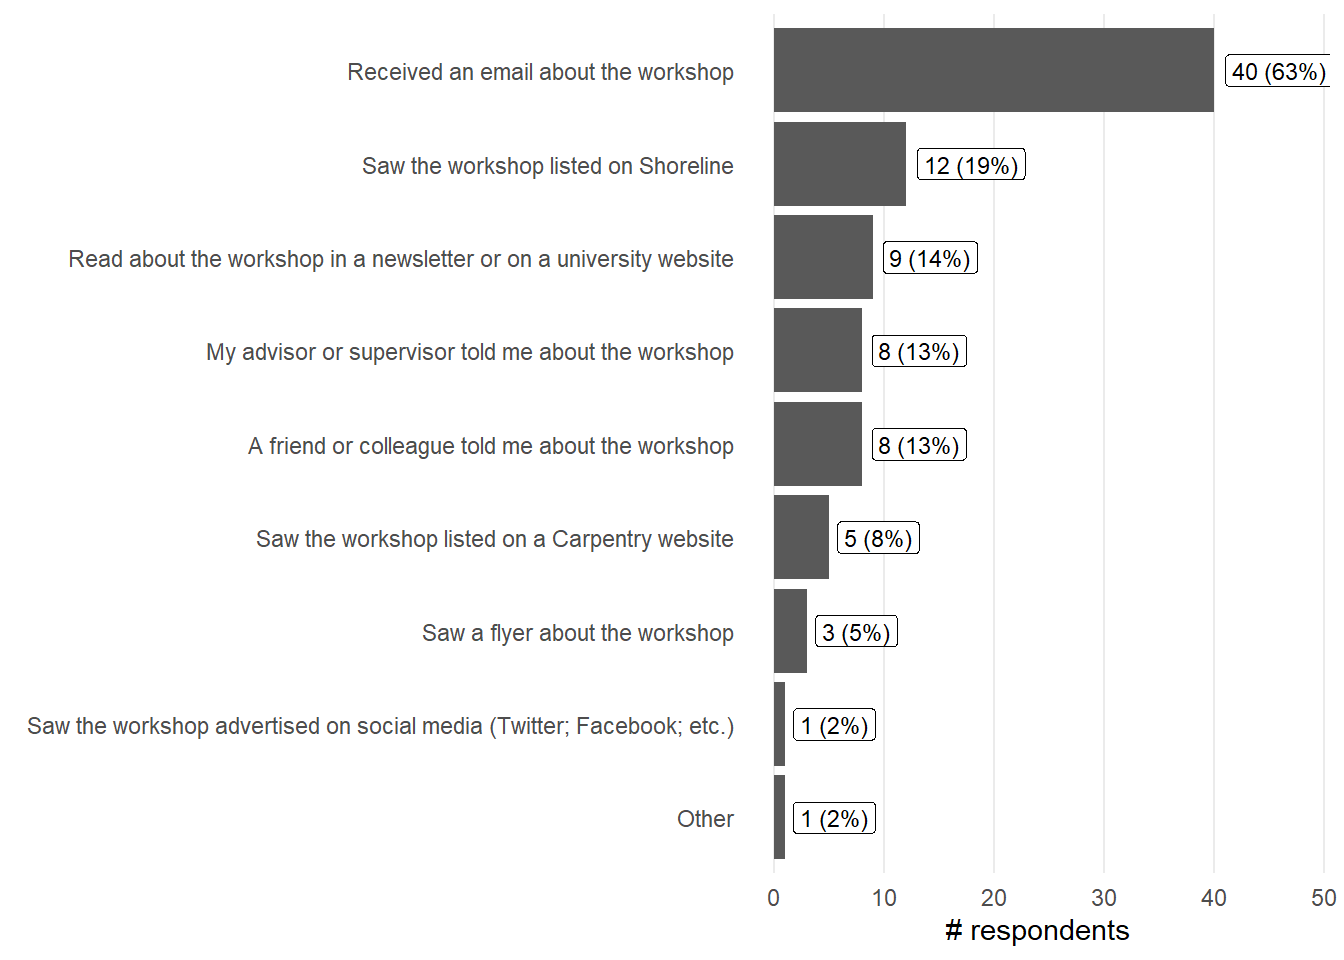 Received an email about the workshop 40 (63%)
Saw the workshop listed on Shoreline 12 (19%)
Read about the workshop in a newsletter or on a university website 9 (14%)
My advisor or supervisor told me about the workshop 8 (13%)
A friend or colleague told me about the workshop 8 (13%)
Saw the workshop listed on a Carpentry website 5 (8%)
Saw a flyer about the workshop 3 (5%)
Saw the workshop advertised on social media (Twitter; Facebook; etc.) 1 (2%)
Other 1 (2%)
0 10 20 30 40 50
# respondents